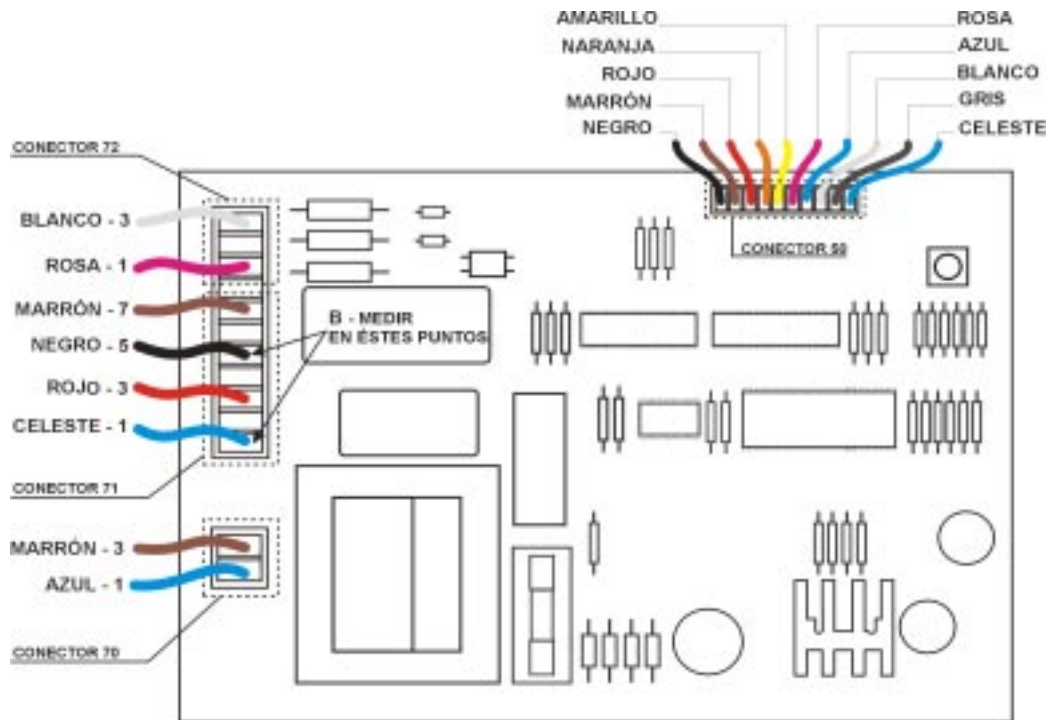 AMARILLO
NARANJA
ROJO
MARRÓN
NEGRO
ROSA
AZUL
BLANCO
GRIS
CELESTE
CONECTOR 50
CONECTOR 72
BLANCO - 3
ROSA - 1
MARRÓN - 7
NEGRO - 5
ROJO - 3
CELESTE - 1
CONECTOR 71
B - MEDIR
EN ÉSTES PUNTOS
MARRÓN - 3
AZUL - 1
CONECTOR 70